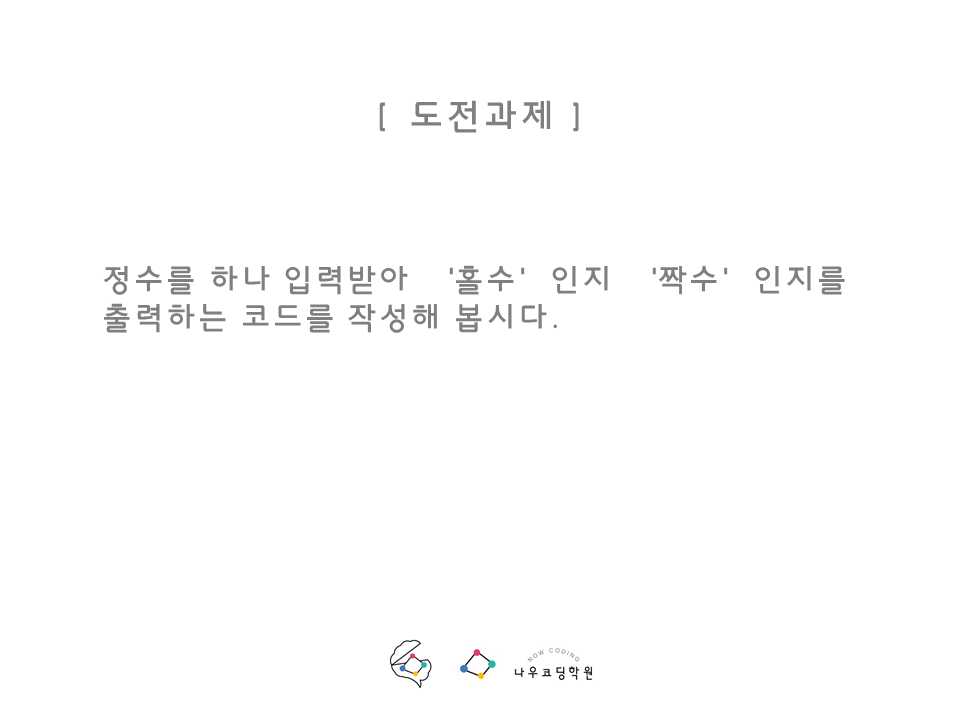 [ 도전과제 ]
정수를 하나 입력받아 '홀수' 인지 '짝수' 인지를
출력하는 코드를 작성해 봅시다.
NOW CODING
나우코딩학원